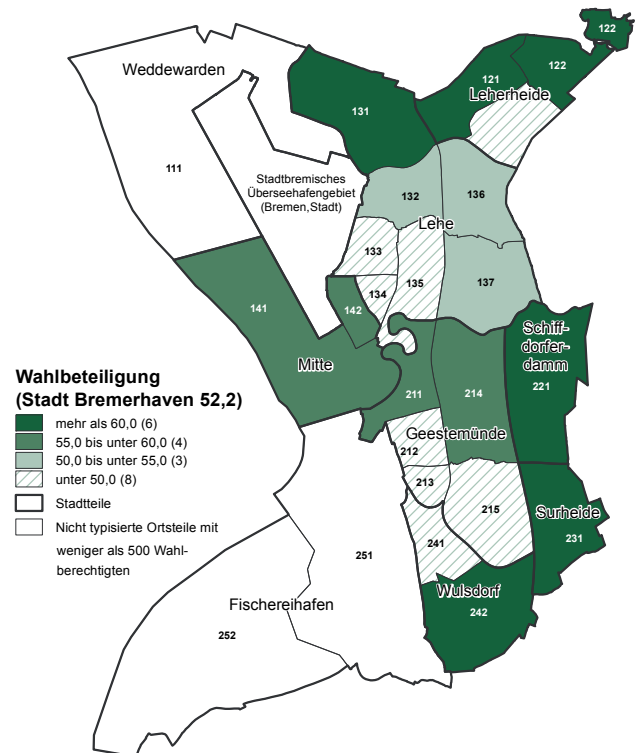 122
Weddewarden
121
122
Leherheide
131
111
Stadtbremisches
Überseehafengebiet
(Bremen,Stadt)
132
136
Lehe
133
135
134
137
141
142
Mitte
Schiff-
dorfer-
damm
221
211
214
Geestemünde
212
213
215
Surheide
231
241
251
Wulsdorf
242
Fischereihafen
252
Wahlbeteiligung
(Stadt Bremerhaven 52,2)
mehr als 60,0 (6)
55,0 bis unter 60,0 (4)
50,0 bis unter 55,0 (3)
unter 50,0 (8)
Stadtteile
Nicht typisierte Ortsteile mit
weniger als 500 Wahl-
berechtigten